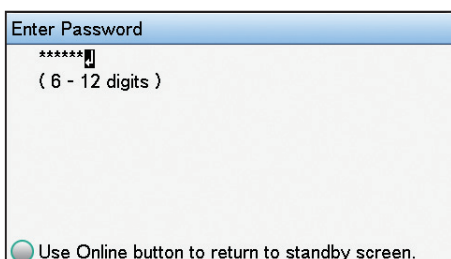 Enter Password
******↲
( 6 - 12 digits )
Use Online button to return to standby screen.